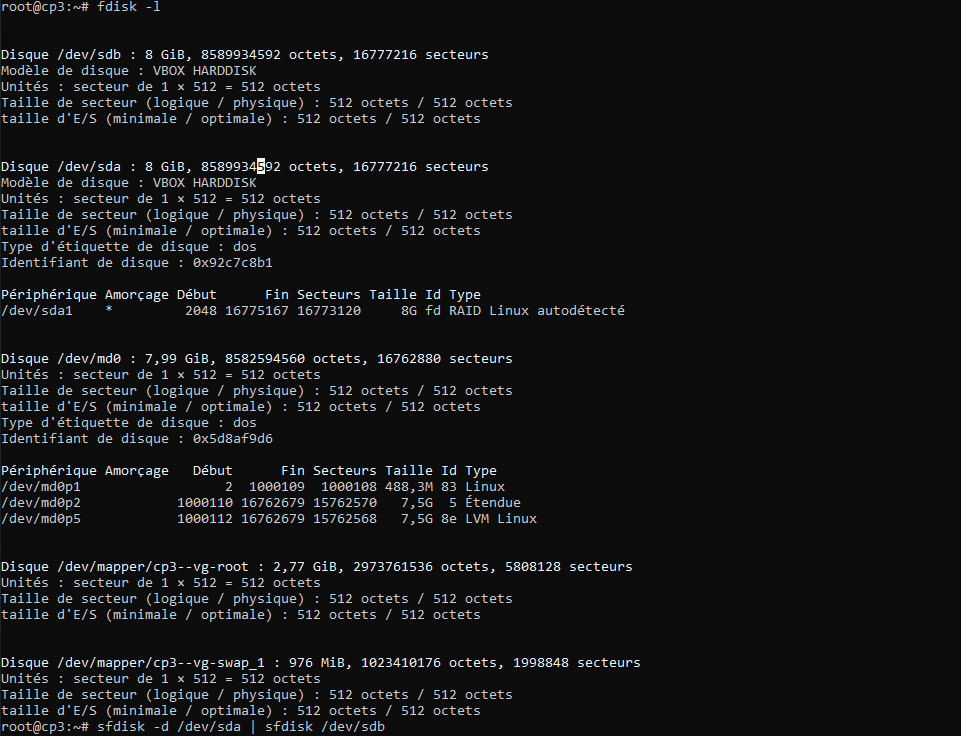 root@cp3:~# fdisk -l
Disque /dev/sdb : 8 GiB, 8589934592 octets, 16777216 secteurs
Modèle de disque : VBOX HARDDISK
Unités : secteur de 1 × 512 = 512 octets
Taille de secteur (logique / physique) : 512 octets / 512 octets
taille d'E/S (minimale / optimale) : 512 octets / 512 octets
Disque /dev/sda : 8 GiB, 8589934592 octets, 16777216 secteurs
Modèle de disque : VBOX HARDDISK
Unités : secteur de 1 × 512 = 512 octets
Taille de secteur (logique / physique) : 512 octets / 512 octets
taille d'E/S (minimale / optimale) : 512 octets / 512 octets
Type d'étiquette de disque : dos
Identifiant de disque : 0x92c7c8b1
Périphérique Amorçage Début Fin Secteurs Taille Id Type
/dev/sda1 * 2048 16775167 16773120 8G fd RAID Linux autodétecté
Disque /dev/md0 : 7,99 GiB, 8582594560 octets, 16762880 secteurs
Unités : secteur de 1 × 512 = 512 octets
Taille de secteur (logique / physique) : 512 octets / 512 octets
taille d'E/S (minimale / optimale) : 512 octets / 512 octets
Type d'étiquette de disque : dos
Identifiant de disque : 0x5d8af9d6
Périphérique Amorçage Début Fin Secteurs Taille Id Type
/dev/md0p1 2 1000109 1000108 488,3M 83 Linux
/dev/md0p2 1000110 16762679 15762570 7,5G 5 Étendue
/dev/md0p5 1000112 16762679 15762568 7,5G 8e LVM Linux
Disque /dev/mapper/cp3--vg-root : 2,77 GiB, 2973761536 octets, 5808128 secteurs
Unités : secteur de 1 × 512 = 512 octets
Taille de secteur (logique / physique) : 512 octets / 512 octets
taille d'E/S (minimale / optimale) : 512 octets / 512 octets
Disque /dev/mapper/cp3--vg-swap_1 : 976 MiB, 1023410176 octets, 1998848 secteurs
Unités : secteur de 1 × 512 = 512 octets
Taille de secteur (logique / physique) : 512 octets / 512 octets
taille d'E/S (minimale / optimale) : 512 octets / 512 octets
root@cp3:~# sfdisk -d /dev/sda | sfdisk /dev/sdb